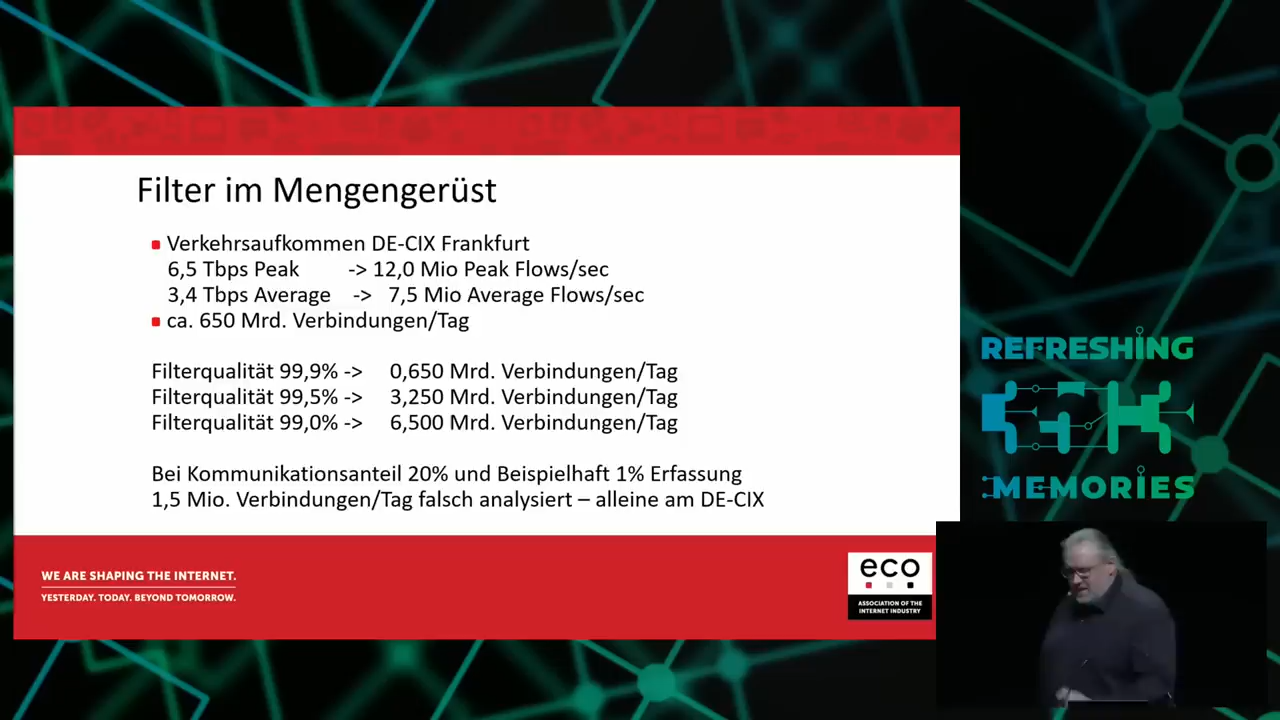 Filter im Mengengerüst
Verkehrsaufkommen DE-CIX Frankfurt
6,5 Tbps Peak -> 12,0 Mio Peak Flows/sec
3,4 Tbps Average -> 7,5 Mio Average Flows/sec
ca. 650 Mrd. Verbindungen/Tag
Filterqualität 99,9% -> 0,650 Mrd. Verbindungen/Tag
Filterqualität 99,5% -> 3,250 Mrd. Verbindungen/Tag
Filterqualität 99,0% -> 6,500 Mrd. Verbindungen/Tag
Bei Kommunikationsanteil 20% und Beispielhaft 1% Erfassung
1,5 Mio. Verbindungen/Tag falsch analysiert – alleine am DE-CIX
WE ARE SHAPING THE INTERNET.
YESTERDAY. TODAY. BEYOND TOMORROW.
eco
ASSOCIATION OF THE
INTERNET INDUSTRY
REFRESHING
MEMORIES